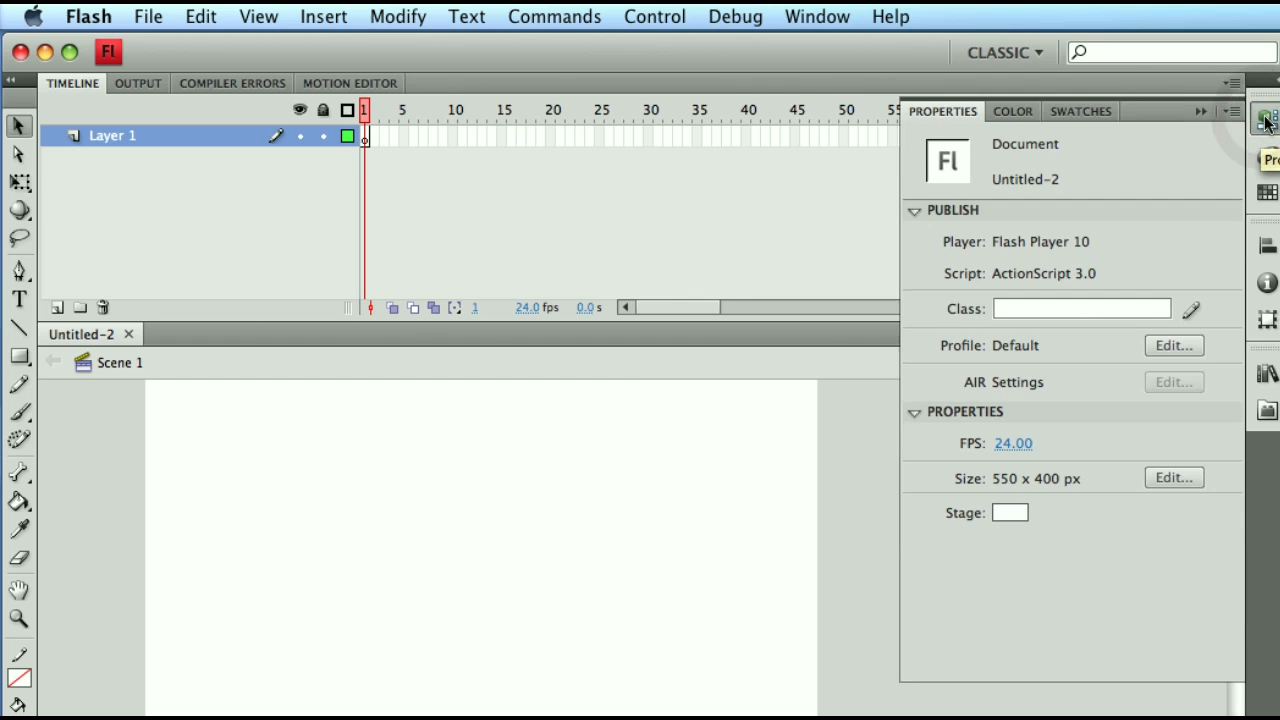 Flash File Edit View Insert Modify Text Commands Control Debug Window Help
Fl CLASSIC
TIMELINE OUTPUT COMPILER ERRORS MOTION EDITOR
1 5 10 15 20 25 30 35 40 45 50 55
Layer 1
1 24.0 fps 0.0 s
Untitled-2
Scene 1
PROPERTIES COLOR SWATCHES
Fl
Document
Untitled-2
PUBLISH
Player: Flash Player 10
Script: ActionScript 3.0
Class:
Profile: Default Edit...
AIR Settings Edit...
PROPERTIES
FPS: 24.00
Size: 550 x 400 px Edit...
Stage:
T